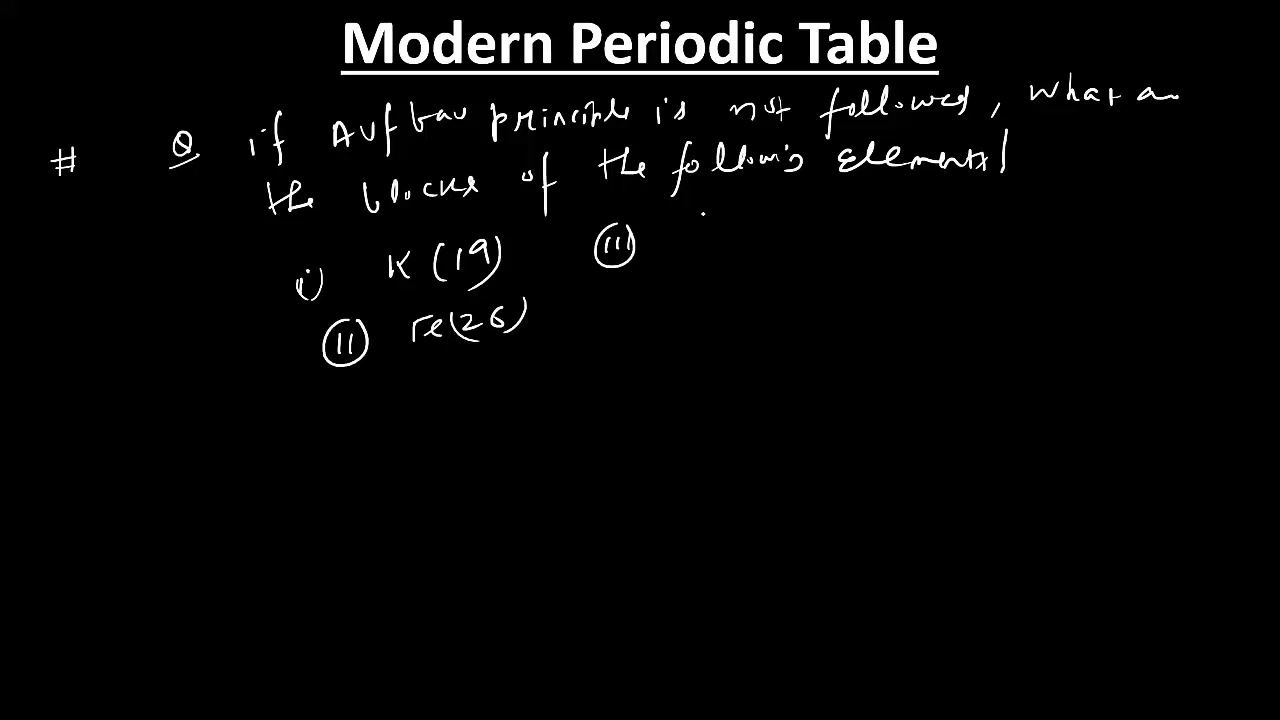 Modern Periodic Table
# Q if Aufbau principle is not followed, what a
the blocks of the following elements
i) K (19) (iii)
(ii) Fe(26)